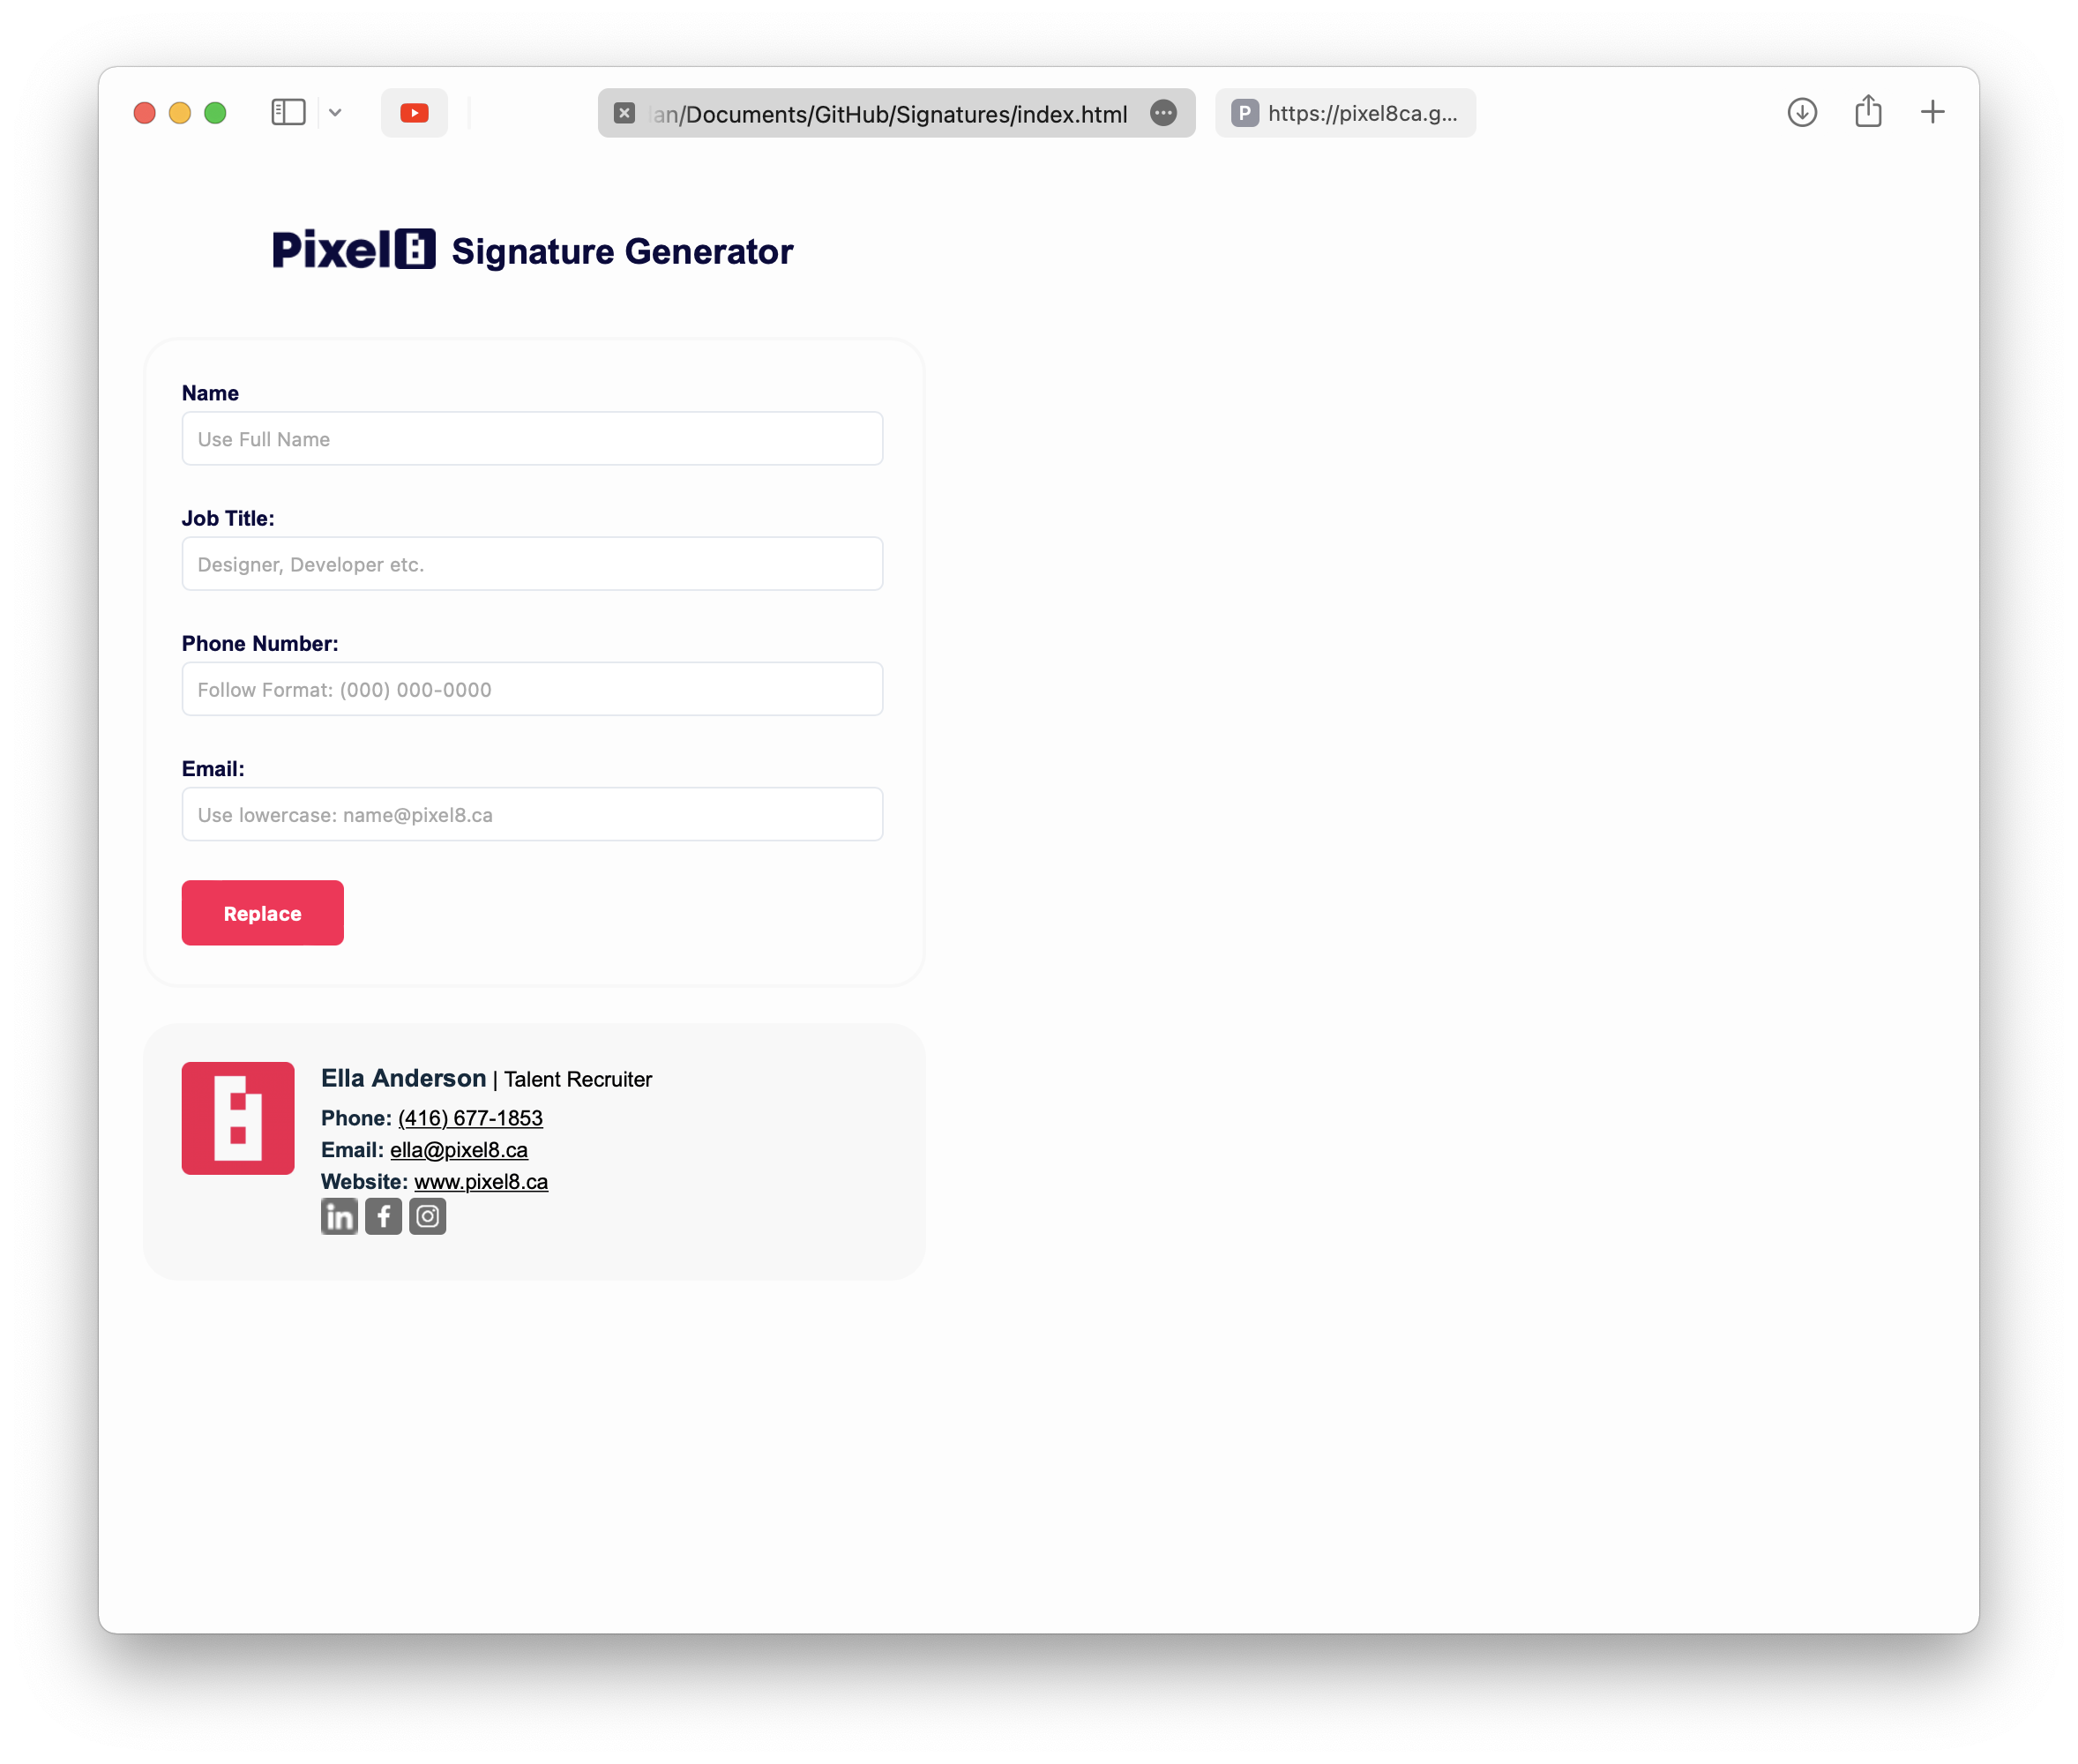 an/Documents/GitHub/Signatures/index.html
P https://pixel8ca.g...
Pixel8 Signature Generator
Name
Use Full Name
Job Title:
Designer, Developer etc.
Phone Number:
Follow Format: (000) 000-0000
Email:
Use lowercase: name@pixel8.ca
Replace
Ella Anderson | Talent Recruiter
Phone: (416) 677-1853
Email: ella@pixel8.ca
Website: www.pixel8.ca
in f